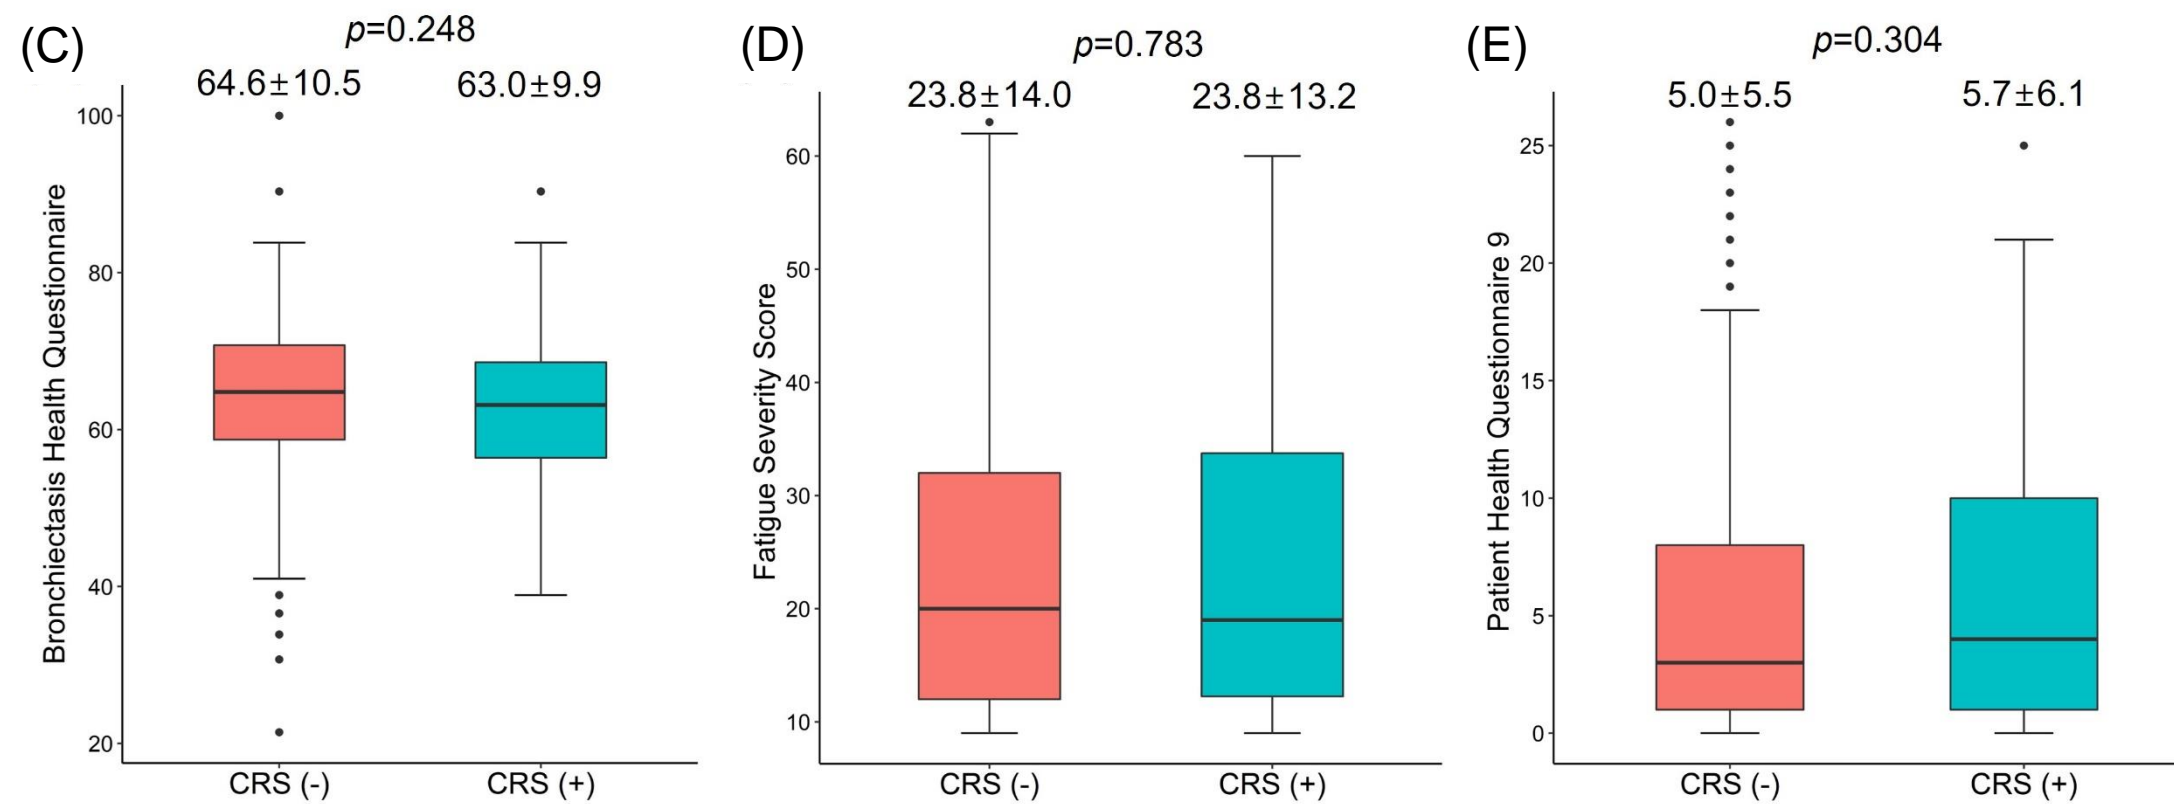 (C)
p=0.248
64.6±10.5
63.0±9.9
Bronchiectasis Health Questionnaire
100
80
60
40
20
CRS (-)
CRS (+)
(D)
p=0.783
23.8±14.0
23.8±13.2
Fatigue Severity Score
60
50
40
30
20
10
CRS (-)
CRS (+)
(E)
p=0.304
5.0±5.5
5.7±6.1
Patient Health Questionnaire 9
25
20
15
10
5
0
CRS (-)
CRS (+)